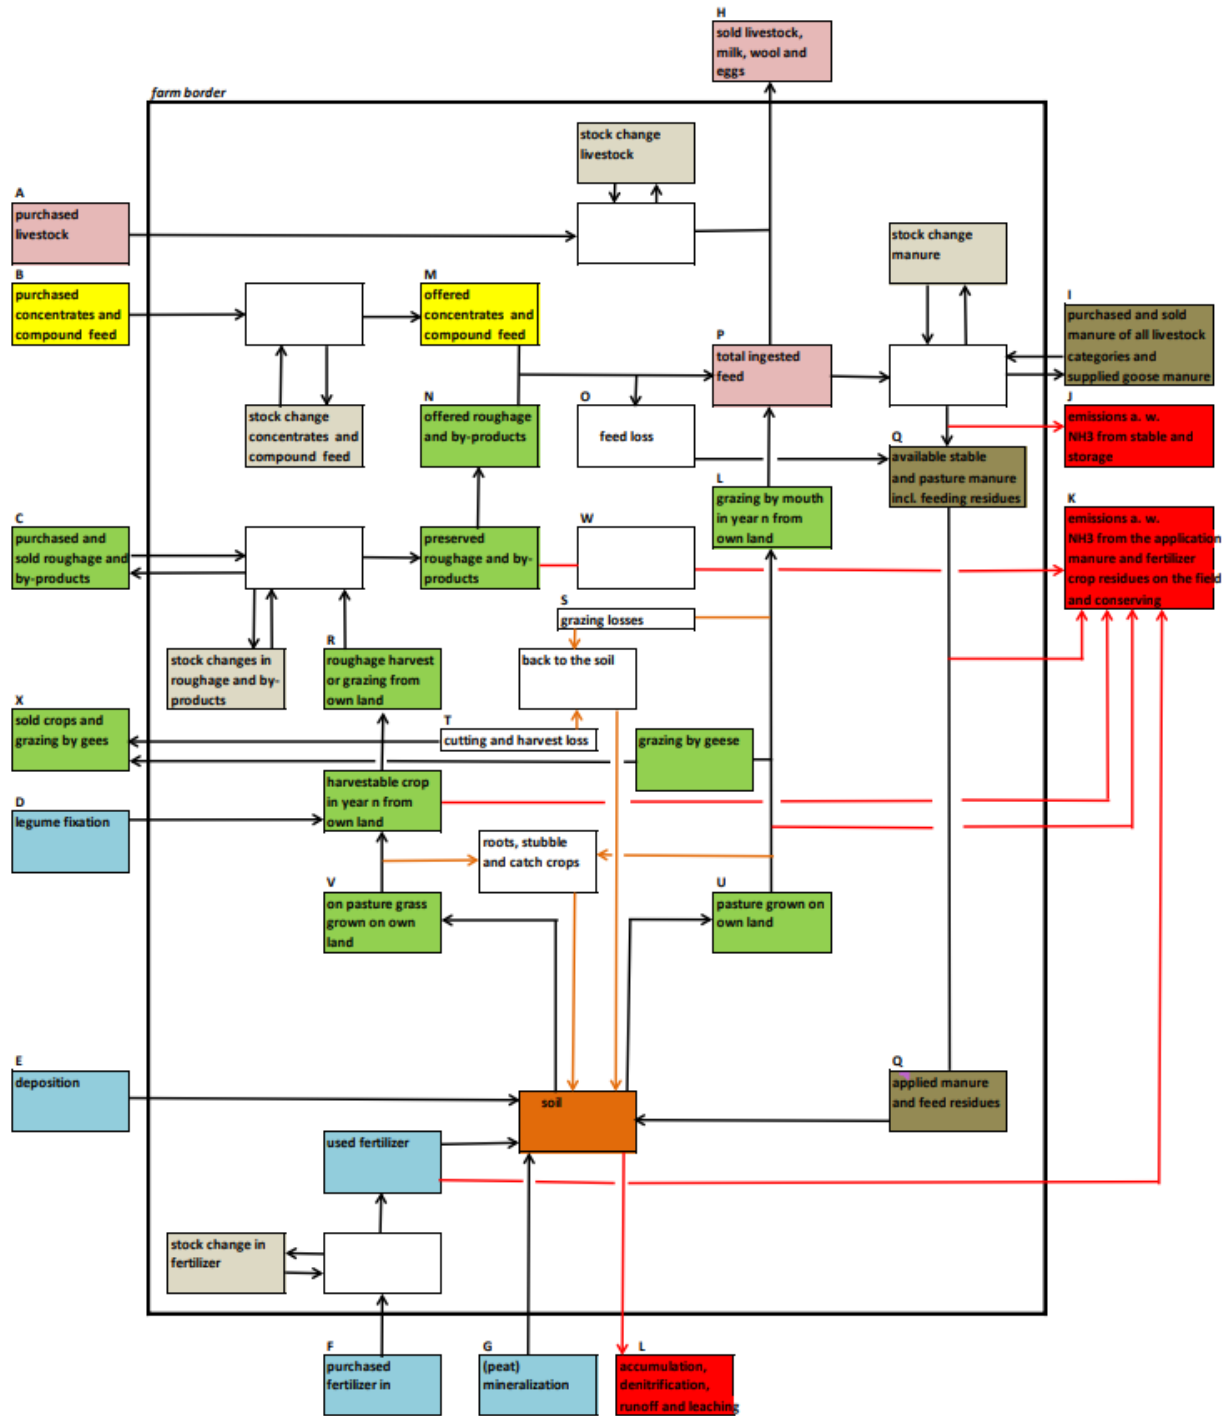 H
sold livestock,
milk, wool and
eggs
farm border
stock change
livestock
A
purchased
livestock
stock change
manure
B
purchased
concentrates and
compound feed
M
offered
concentrates and
compound feed
I
purchased and sold
manure of all livestock
categories and
supplied goose manure
P
total ingested
feed
stock change
concentrates and
compound feed
N
offered roughage
and by-products
O
feed loss
J
emissions a. w.
NH3 from stable and
storage
Q
available stable
and pasture manure
incl. feeding residues
L
grazing by mouth
in year n from
own land
K
emissions a. w.
NH3 from the application
manure and fertilizer
crop residues on the field
and conserving
C
purchased and
sold roughage and
by-products
preserved
roughage and by-
products
W
S
grazing losses
stock changes in
roughage and by-
products
R
roughage harvest
or grazing from
own land
back to the soil
X
sold crops and
grazing by gees
T
cutting and harvest loss
grazing by geese
harvestable crop
in year n from
own land
D
legume fixation
roots, stubble
and catch crops
V
on pasture grass
grown on own
land
U
pasture grown on
own land
E
deposition
soil
Q
applied manure
and feed residues
used fertilizer
stock change in
fertilizer
F
purchased
fertilizer in
G
(peat)
mineralization
L
accumulation,
denitrification,
runoff and leaching